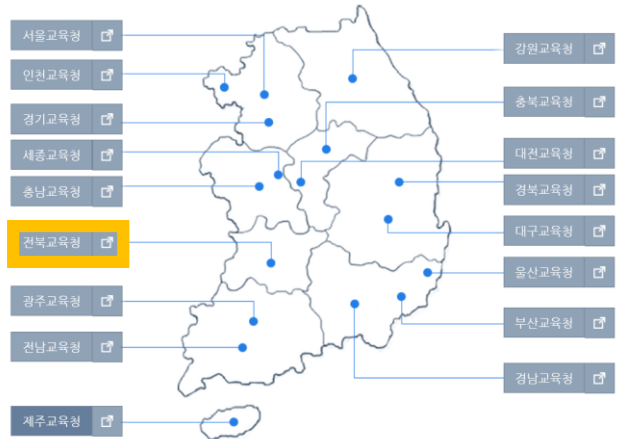 서울교육청
인천교육청
경기교육청
세종교육청
충남교육청
전북교육청
광주교육청
전남교육청
제주교육청
강원교육청
충북교육청
대전교육청
경북교육청
대구교육청
울산교육청
부산교육청
경남교육청